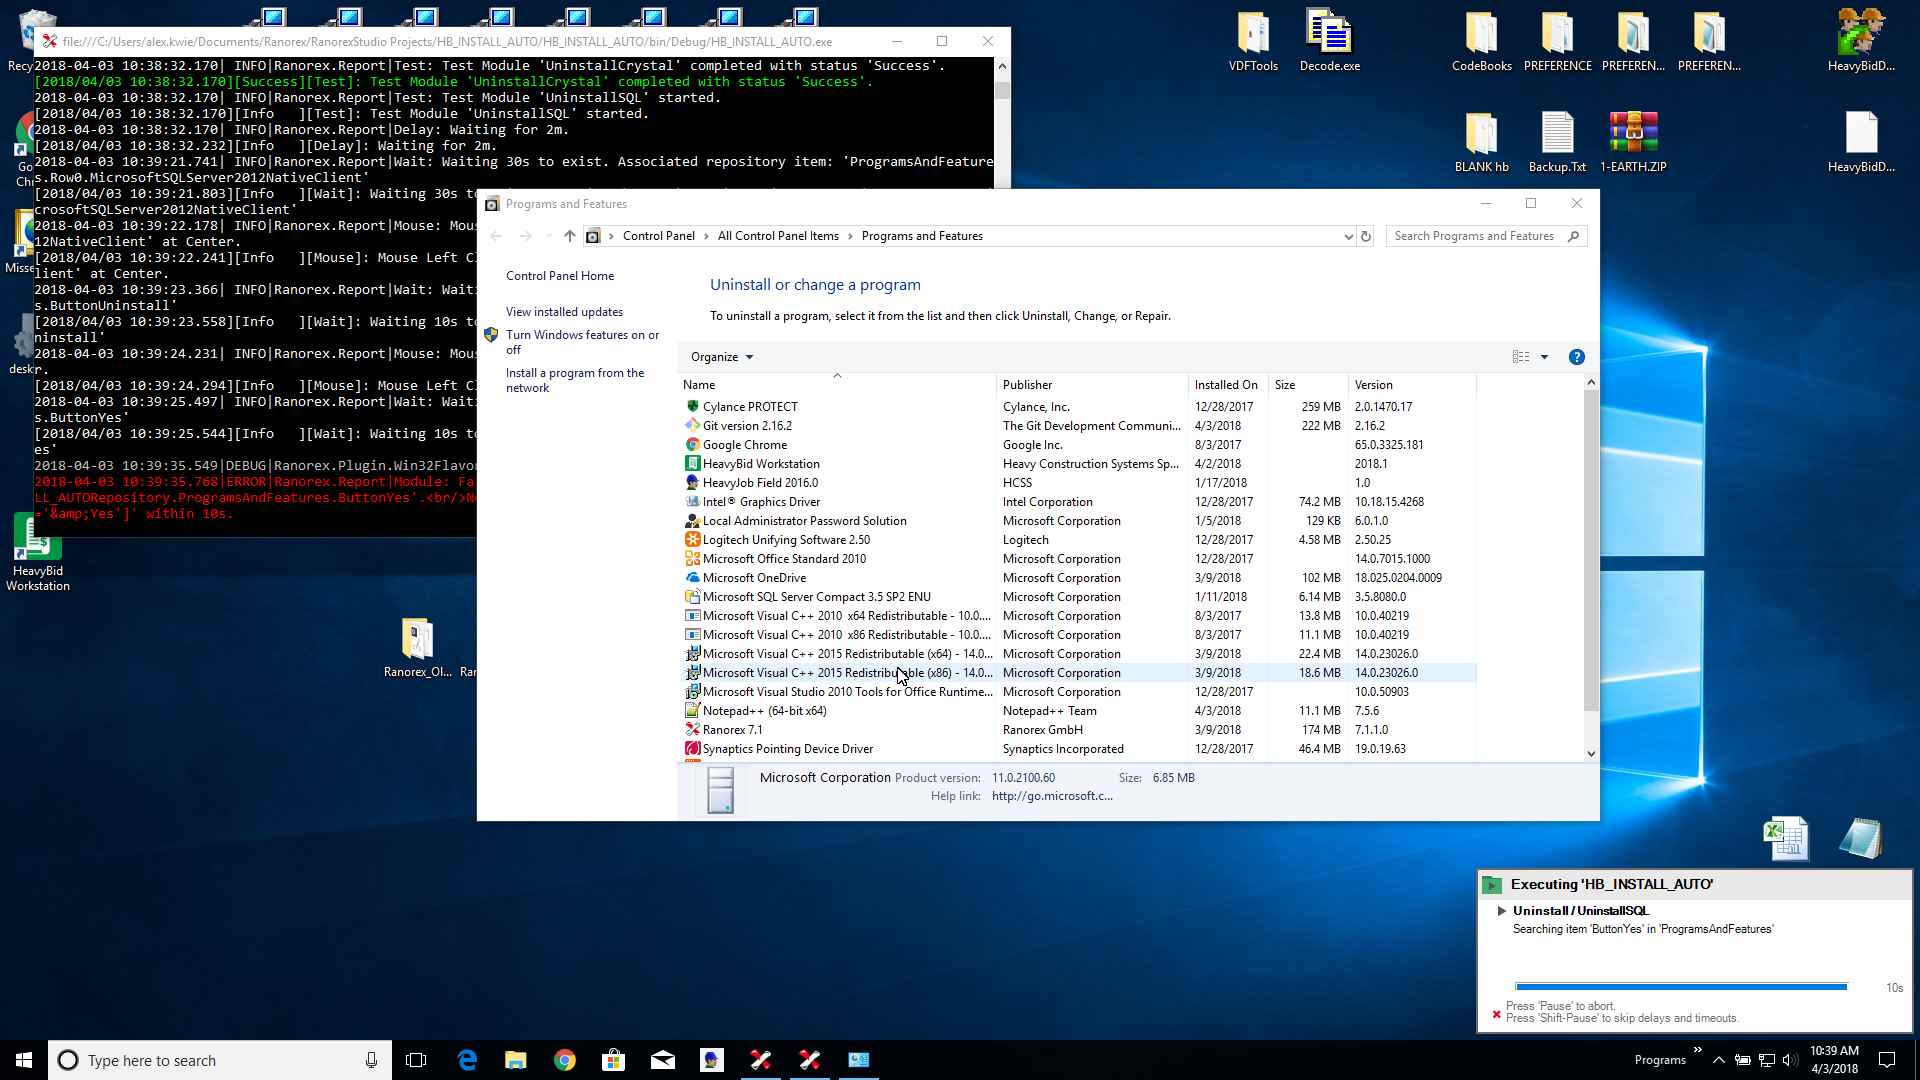 file:///C:/Users/alex.kwie/Documents/Ranorex/RanorexStudio Projects/HB_INSTALL_AUTO/HB_INSTALL_AUTO/bin/Debug/HB_INSTALL_AUTO.exe
2018-04-03 10:38:32.170| INFO|Ranorex.Report|Test: Test Module 'UninstallCrystal' completed with status 'Success'.
[2018/04/03 10:38:32.170][Success][Test]: Test Module 'UninstallCrystal' completed with status 'Success'.
2018-04-03 10:38:32.170| INFO|Ranorex.Report|Test: Test Module 'UninstallSQL' started.
[2018/04/03 10:38:32.170][Info   ][Test]: Test Module 'UninstallSQL' started.
2018-04-03 10:38:32.170| INFO|Ranorex.Report|Delay: Waiting for 2m.
[2018/04/03 10:38:32.232][Info   ][Delay]: Waiting for 2m.
2018-04-03 10:39:21.741| INFO|Ranorex.Report|Wait: Waiting 30s to exist. Associated repository item: 'ProgramsAndFeature
s.Row0.MicrosoftSQLServer2012NativeClient'
[2018/04/03 10:39:21.803][Info   ][Wait]: Waiting 30s to
crosoftSQLServer2012NativeClient'
2018-04-03 10:39:22.178| INFO|Ranorex.Report|Mouse: Mous
12NativeClient' at Center.
[2018/04/03 10:39:22.241][Info   ][Mouse]: Mouse Left Cl
lient' at Center.
2018-04-03 10:39:23.366| INFO|Ranorex.Report|Wait: Wait
s.ButtonUninstall'
[2018/04/03 10:39:23.558][Info   ][Wait]: Waiting 10s to
ninstall'
2018-04-03 10:39:24.231| INFO|Ranorex.Report|Mouse: Mous
r.
[2018/04/03 10:39:24.294][Info   ][Mouse]: Mouse Left Cl
2018-04-03 10:39:25.497| INFO|Ranorex.Report|Wait: Wait
s.ButtonYes'
[2018/04/03 10:39:25.544][Info   ][Wait]: Waiting 10s to
es'
2018-04-03 10:39:35.549|DEBUG|Ranorex.Plugin.Win32Flavor
2018-04-03 10:39:35.768|ERROR|Ranorex.Report|Module: Fa
LL_AUTORepository.ProgramsAndFeatures.ButtonYes'.<br/>No
='&amp;Yes']' within 10s.
Programs and Features
Control Panel > All Control Panel Items > Programs and Features
Search Programs and Features
Control Panel Home
View installed updates
Turn Windows features on or
off
Install a program from the
network
Uninstall or change a program
To uninstall a program, select it from the list and then click Uninstall, Change, or Repair.
Organize
Name Publisher Installed On Size Version
Cylance PROTECT Cylance, Inc. 12/28/2017 259 MB 2.0.1470.17
Git version 2.16.2 The Git Development Communi... 4/3/2018 222 MB 2.16.2
Google Chrome Google Inc. 8/3/2017 65.0.3325.181
HeavyBid Workstation Heavy Construction Systems Sp... 4/2/2018 2018.1
HeavyJob Field 2016.0 HCSS 1/17/2018 1.0
Intel® Graphics Driver Intel Corporation 12/28/2017 74.2 MB 10.18.15.4268
Local Administrator Password Solution Microsoft Corporation 1/5/2018 129 KB 6.0.1.0
Logitech Unifying Software 2.50 Logitech 12/28/2017 4.58 MB 2.50.25
Microsoft Office Standard 2010 Microsoft Corporation 12/28/2017 14.0.7015.1000
Microsoft OneDrive Microsoft Corporation 3/9/2018 102 MB 18.025.0204.0009
Microsoft SQL Server Compact 3.5 SP2 ENU Microsoft Corporation 1/11/2018 6.14 MB 3.5.8080.0
Microsoft Visual C++ 2010  x64 Redistributable - 10.0.... Microsoft Corporation 8/3/2017 13.8 MB 10.0.40219
Microsoft Visual C++ 2010  x86 Redistributable - 10.0.... Microsoft Corporation 8/3/2017 11.1 MB 10.0.40219
Microsoft Visual C++ 2015 Redistributable (x64) - 14.0... Microsoft Corporation 3/9/2018 22.4 MB 14.0.23026.0
Microsoft Visual C++ 2015 Redistributable (x86) - 14.0... Microsoft Corporation 3/9/2018 18.6 MB 14.0.23026.0
Microsoft Visual Studio 2010 Tools for Office Runtime... Microsoft Corporation 12/28/2017 10.0.50903
Notepad++ (64-bit x64) Notepad++ Team 4/3/2018 11.1 MB 7.5.6
Ranorex 7.1 Ranorex GmbH 3/9/2018 174 MB 7.1.1.0
Synaptics Pointing Device Driver Synaptics Incorporated 12/28/2017 46.4 MB 19.0.19.63
Microsoft Corporation Product version: 11.0.2100.60 Size: 6.85 MB
Help link: http://go.microsoft.c...
VDFTools
Decode.exe
CodeBooks
PREFERENCE
PREFEREN...
PREFEREN...
HeavyBidD...
BLANK hb
Backup.Txt
1-EARTH.ZIP
HeavyBidD...
Recy
Go
Chr
Misse
desk
HeavyBid
Workstation
Ranorex_Ol...
Ran
Executing 'HB_INSTALL_AUTO'
Uninstall / UninstallSQL
Searching item 'ButtonYes' in 'ProgramsAndFeatures'
10s
Press 'Pause' to abort.
Press 'Shift-Pause' to skip delays and timeouts.
Type here to search
Programs
10:39 AM
4/3/2018